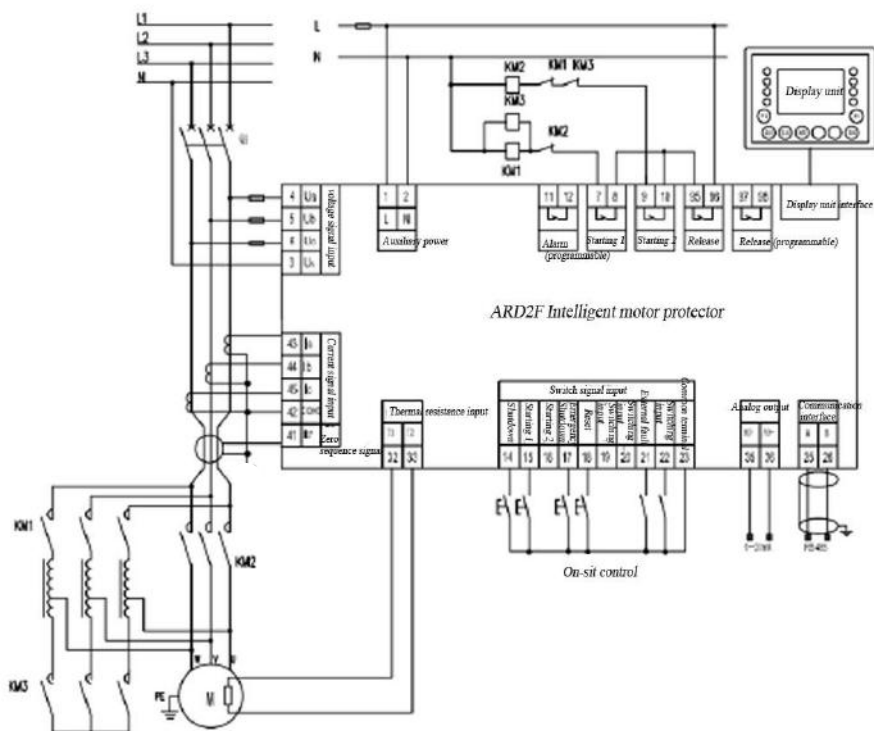 L1
L2
L3
N
L
N
KM2
KM1
KM3
KM3
KM2
KM1
Display unit
4
Ua
5
Ub
6
Uc
3
voltage signal input
1
2
L
N
Auxiliary power
11
12
Alarm
(programmable)
7
8
Starting 1
9
10
Starting 2
95
96
Release
97
98
Release (programmable)
Display unit interface
ARD2F Intelligent motor protector
43
Ia
44
Ib
45
Ic
42
41
Current signal input
Zero
sequence signal
Thermal resistance input
T1
T2
32
33
Switch signal input
Shutdown
Starting 1
Starting 2
Emergency
Shutdown
Reset
Switching
input
Switching
input
External fault
Switching
input
Common terminal
14
15
16
17
18
19
20
21
22
23
Analog output
35
36
Communication
interface
A
B
25
26
On-sit control
RS485
KM1
KM2
KM3
W
V
U
PE
M